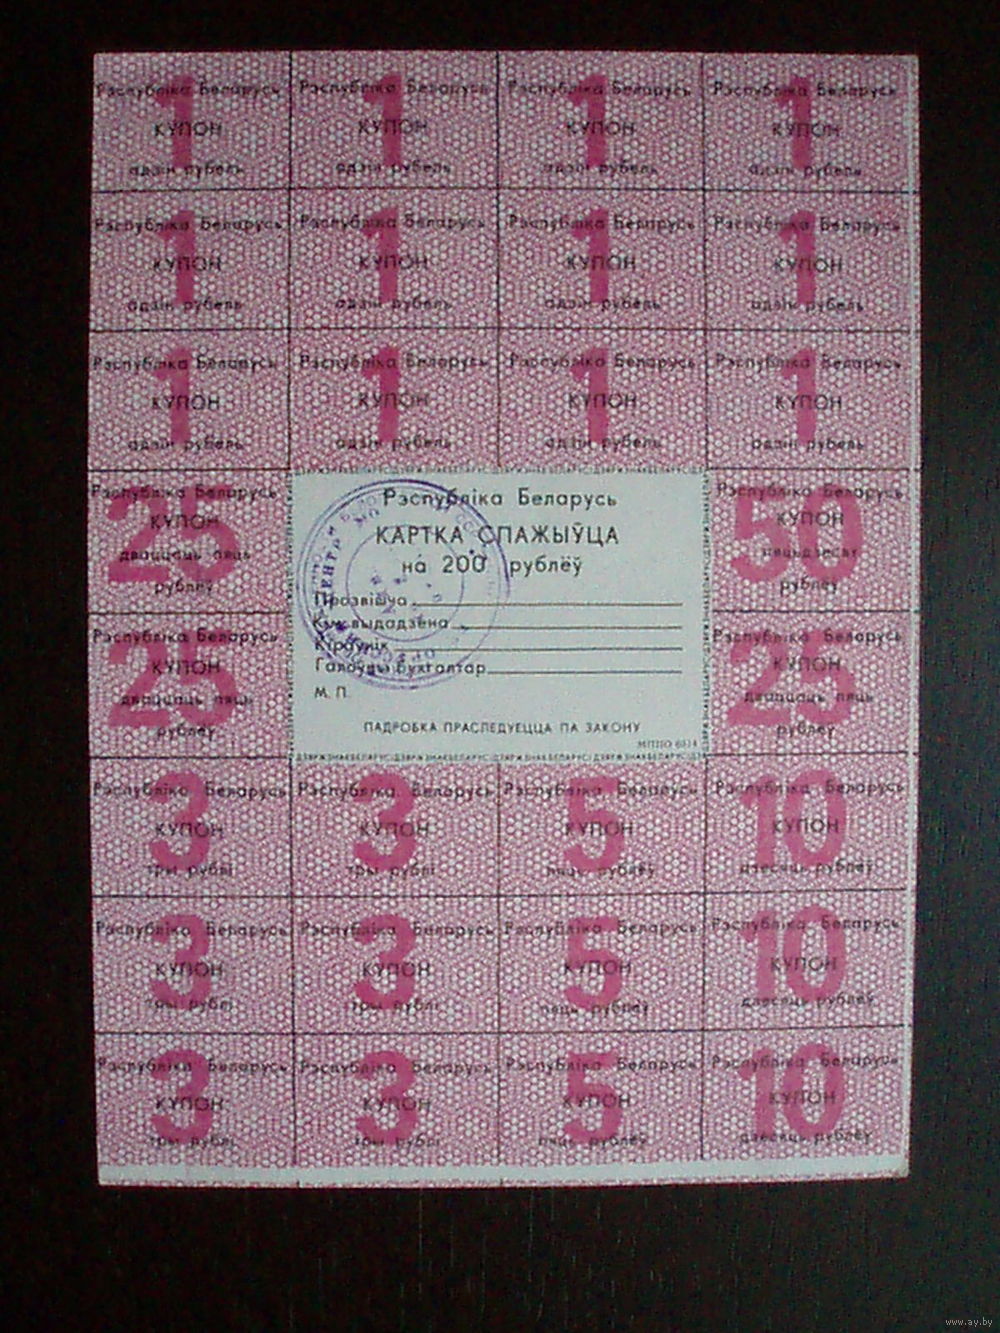 Рэспубліка Беларусь Рэспубліка Беларусь Рэспубліка Беларусь Рэспубліка Беларусь
1 1 1 1
КУПОН КУПОН КУПОН КУПОН
адзін рубель адзін рубель адзін рубель адзін рубель
Рэспубліка Беларусь Рэспубліка Беларусь Рэспубліка Беларусь Рэспубліка Беларусь
1 1 1 1
КУПОН КУПОН КУПОН КУПОН
адзін рубель адзін рубель адзін рубель адзін рубель
Рэспубліка Беларусь Рэспубліка Беларусь Рэспубліка Беларусь Рэспубліка Беларусь
1 1 1 1
КУПОН КУПОН КУПОН КУПОН
адзін рубель адзін рубель адзін рубель адзін рубель
Рэспубліка Беларусь
25
КУПОН
дваццаць пяць
рублёў
Рэспубліка Беларусь
КАРТКА СПАЖЫЎЦА
на 200 рублёў
Прозвішча
Кім выдадзена
Кіраўнік
Галоўны бухгалтар
М. П.
ПАДРОБКА ПРАСЛЕДУЕЦЦА ПА ЗАКОНУ
ЦЕНТР
Рэспубліка Беларусь
50
КУПОН
пяцьдзесят
рублёў
Рэспубліка Беларусь
25
КУПОН
дваццаць пяць
рублёў
Рэспубліка Беларусь
25
КУПОН
дваццаць пяць
рублёў
Рэспубліка Беларусь Рэспубліка Беларусь Рэспубліка Беларусь Рэспубліка Беларусь
3 3 5 10
КУПОН КУПОН КУПОН КУПОН
тры рублі тры рублі пяць рублёў дзесяць рублёў
Рэспубліка Беларусь Рэспубліка Беларусь Рэспубліка Беларусь Рэспубліка Беларусь
3 3 5 10
КУПОН КУПОН КУПОН КУПОН
тры рублі тры рублі пяць рублёў дзесяць рублёў
Рэспубліка Беларусь Рэспубліка Беларусь Рэспубліка Беларусь Рэспубліка Беларусь
3 3 5 10
КУПОН КУПОН КУПОН КУПОН
тры рублі тры рублі пяць рублёў дзесяць рублёў
www.ay.by